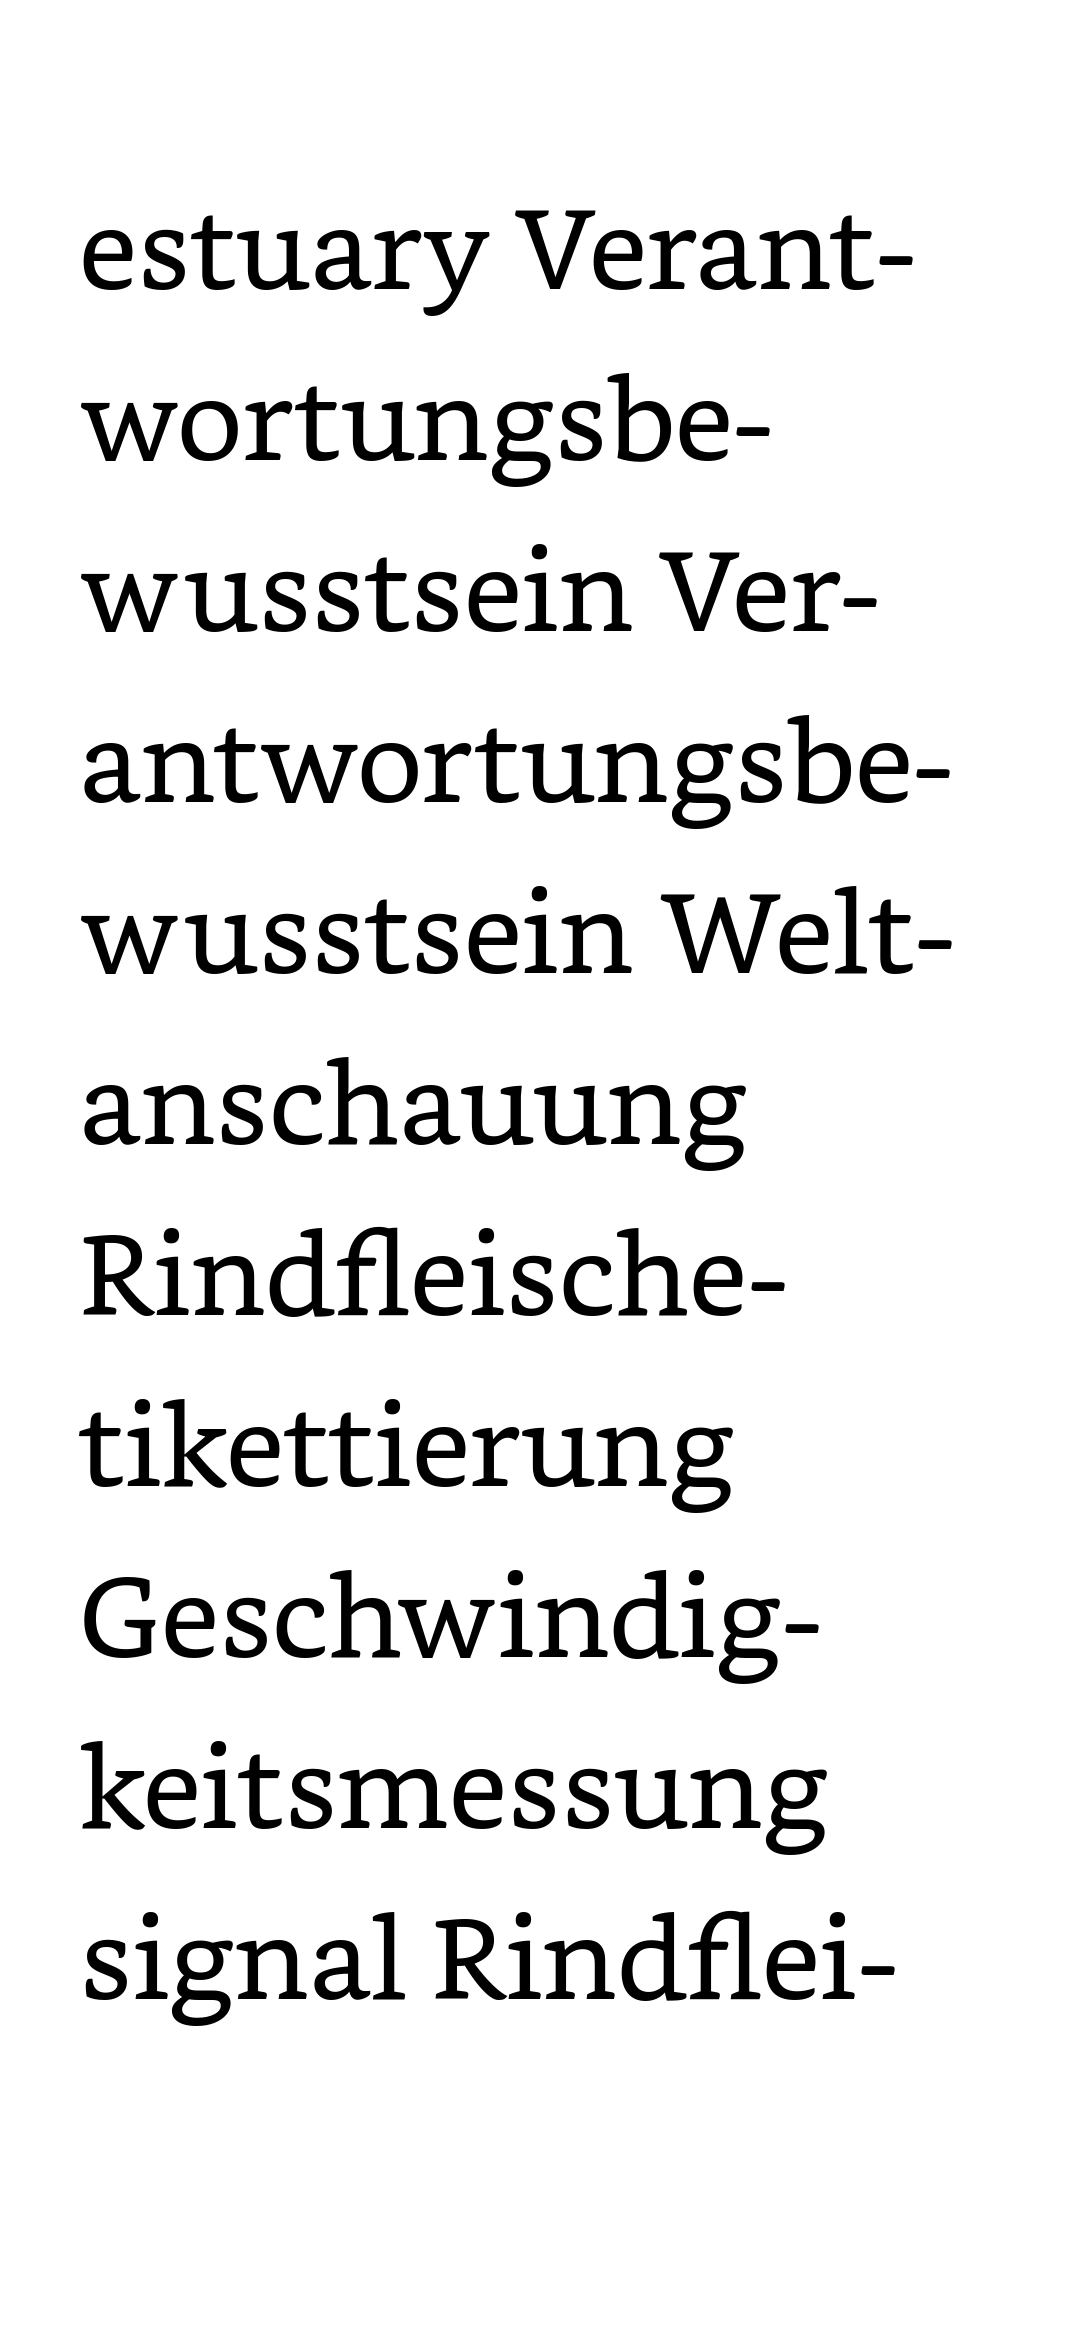 estuary Verant-
wortungsbe-
wusstsein Ver-
antwortungsbe-
wusstsein Welt-
anschauung
Rindfleische-
tikettierung
Geschwindig-
keitsmessung
signal Rindflei-